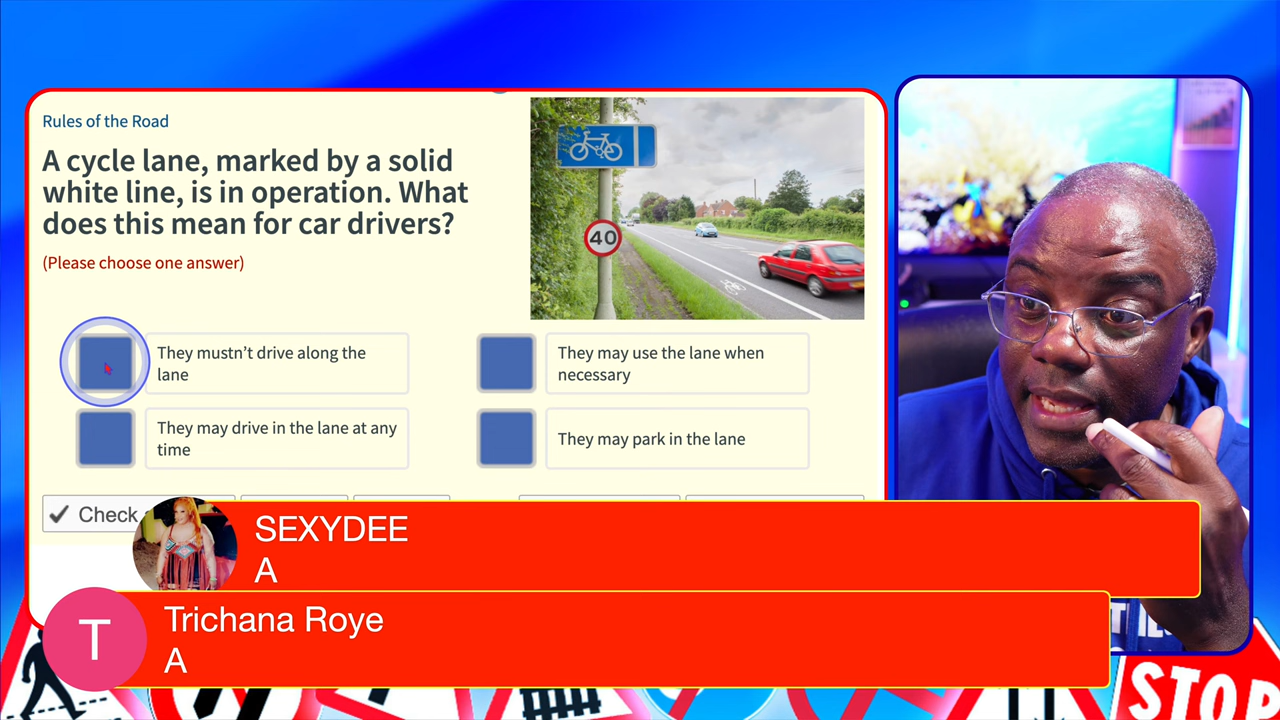 Rules of the Road
A cycle lane, marked by a solid
white line, is in operation. What
does this mean for car drivers?
(Please choose one answer)
40
They mustn’t drive along the
lane
They may use the lane when
necessary
They may drive in the lane at any
time
They may park in the lane
Check
SEXYDEE
A
T
Trichana Roye
A
STOP